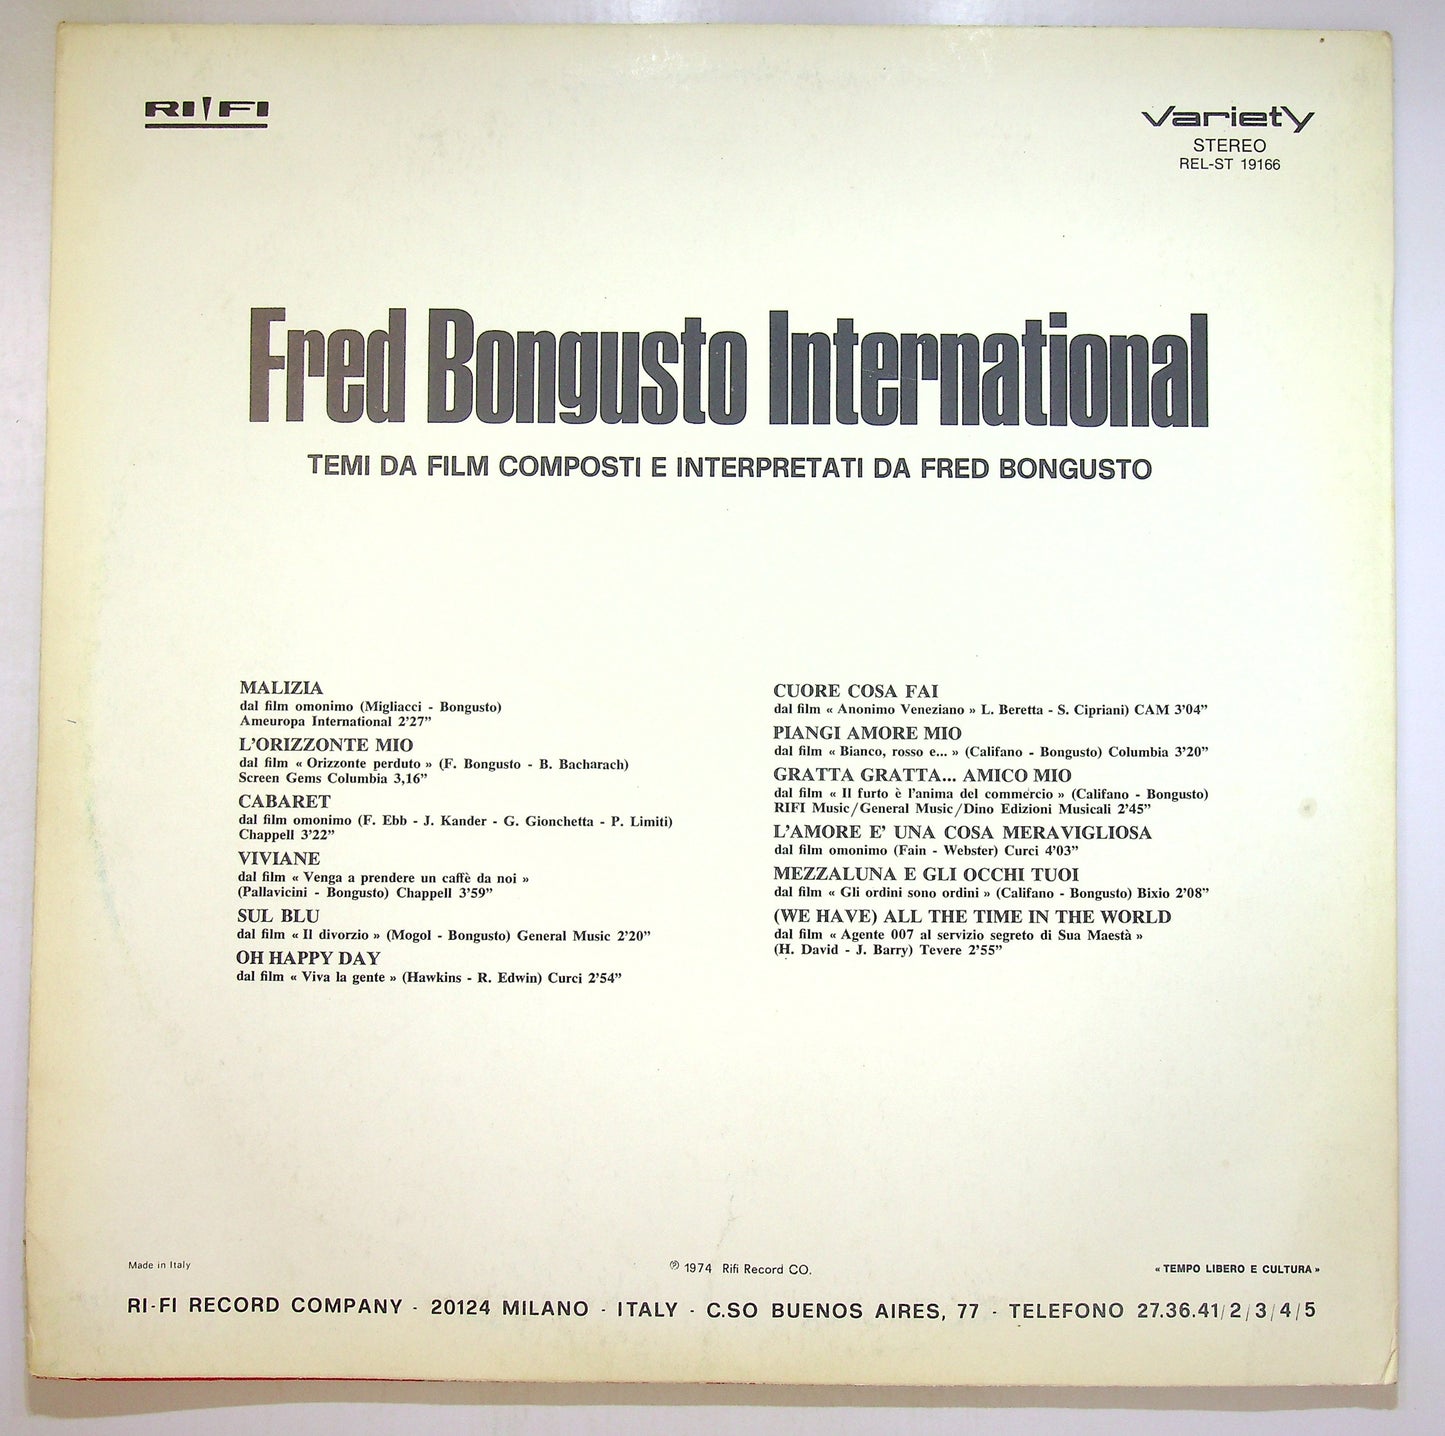 RI-FI
Variety
STEREO
REL-ST 19166
Fred Bongusto International
TEMI DA FILM COMPOSTI E INTERPRETATI DA FRED BONGUSTO
MALIZIA
dal film omonimo (Migliacci - Bongusto)
Ameuropa International 2’27”
L’ORIZZONTE MIO
dal film « Orizzonte perduto » (F. Bongusto - B. Bacharach)
Screen Gems Columbia 3,16”
CABARET
dal film omonimo (F. Ebb - J. Kander - G. Gionchetta - P. Limiti)
Chappell 3’22”
VIVIANE
dal film « Venga a prendere un caffè da noi »
(Pallavicini - Bongusto) Chappell 3’59”
SUL BLU
dal film « Il divorzio » (Mogol - Bongusto) General Music 2’20”
OH HAPPY DAY
dal film « Viva la gente » (Hawkins - R. Edwin) Curci 2’54”
CUORE COSA FAI
dal film « Anonimo Veneziano » L. Beretta - S. Cipriani) CAM 3’04”
PIANGI AMORE MIO
dal film « Bianco, rosso e... » (Califano - Bongusto) Columbia 3’20”
GRATTA GRATTA... AMICO MIO
dal film « Il furto è l’anima del commercio » (Califano - Bongusto)
RIFI Music/General Music/Dino Edizioni Musicali 2’45”
L’AMORE E’ UNA COSA MERAVIGLIOSA
dal film omonimo (Fain - Webster) Curci 4’03”
MEZZALUNA E GLI OCCHI TUOI
dal film « Gli ordini sono ordini » (Califano - Bongusto) Bixio 2’08”
(WE HAVE) ALL THE TIME IN THE WORLD
dal film « Agente 007 al servizio segreto di Sua Maestà »
(H. David - J. Barry) Tevere 2’55”
Made in Italy
℗ 1974 Rifi Record CO.
« TEMPO LIBERO E CULTURA »
RI-FI RECORD COMPANY - 20124 MILANO - ITALY - C.SO BUENOS AIRES, 77 - TELEFONO 27.36.41/2/3/4/5